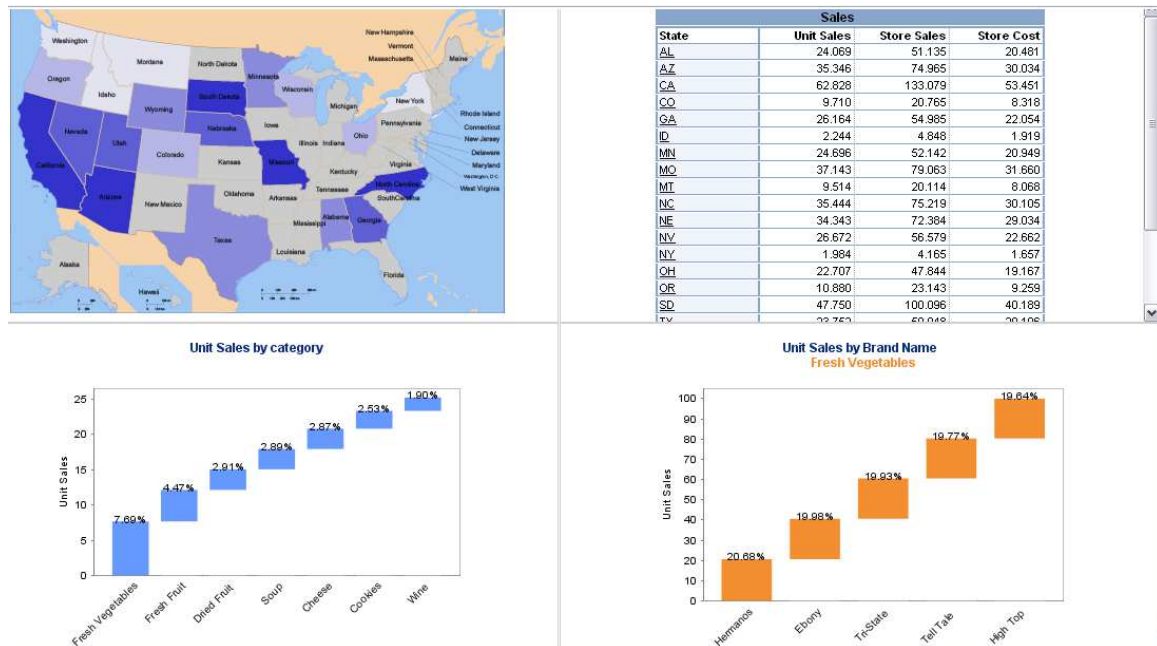 Washington
Montana
North Dakota
Minnesota
New Hampshire
Vermont
Massachusetts
Maine
Oregon
Idaho
South Dakota
Wisconsin
Michigan
New York
Wyoming
Rhode Island
Connecticut
New Jersey
Delaware
Maryland
Washington, D.C.
West Virginia
Nevada
Utah
Nebraska
Iowa
Pennsylvania
California
Colorado
Kansas
Missouri
Illinois
Indiana
Ohio
Virginia
Kentucky
North Carolina
Arizona
New Mexico
Oklahoma
Arkansas
Tennessee
SouthCarolina
Texas
Mississippi
Alabama
Georgia
Louisiana
Florida
Alaska
Hawaii
Sales
State Unit Sales Store Sales Store Cost
AL 24.069 51.135 20.481
AZ 35.346 74.965 30.034
CA 62.828 133.079 53.451
CO 9.710 20.765 8.318
GA 26.164 54.985 22.054
ID 2.244 4.848 1.919
MN 24.696 52.142 20.949
MO 37.143 79.063 31.660
MT 9.514 20.114 8.068
NC 35.444 75.219 30.105
NE 34.343 72.384 29.034
NV 26.672 56.579 22.662
NY 1.984 4.165 1.657
OH 22.707 47.844 19.167
OR 10.880 23.143 9.259
SD 47.750 100.096 40.189
Unit Sales by category
Unit Sales
25
20
15
10
5
0
7.69%
4.47%
2.91%
2.89%
2.87%
2.53%
1.90%
Fresh Vegetables
Fresh Fruit
Dried Fruit
Soup
Cheese
Cookies
Wine
Unit Sales by Brand Name
Fresh Vegetables
Unit Sales
100
90
80
70
60
50
40
30
20
10
0
20.68%
19.98%
19.93%
19.77%
19.64%
Hermanos
Ebony
Tri-State
Tell Tale
High Top